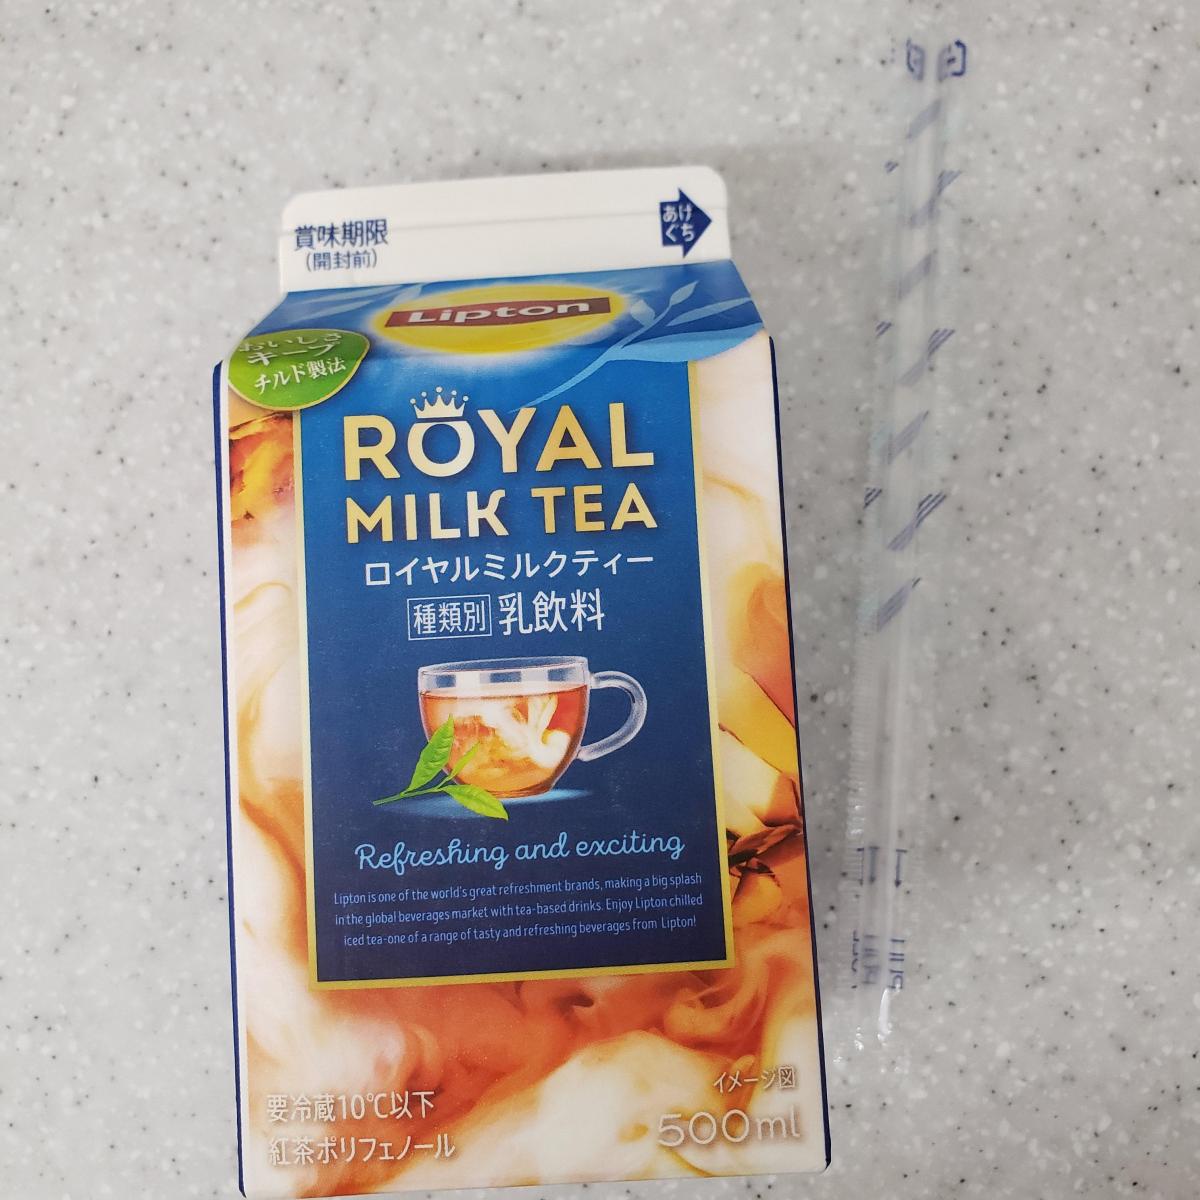 賞味期限
(開封前)
あけ
ぐち
Lipton
おいしさ
キープ
チルド製法
ROYAL
MILK TEA
ロイヤルミルクティー
種類別 乳飲料
Refreshing and exciting
Lipton is one of the world's great refreshment brands, making a big splash
in the global beverages market with tea-based drinks. Enjoy Lipton chilled
iced tea-one of a range of tasty and refreshing beverages from Lipton!
イメージ図
要冷蔵10℃以下
500ml
紅茶ポリフェノール